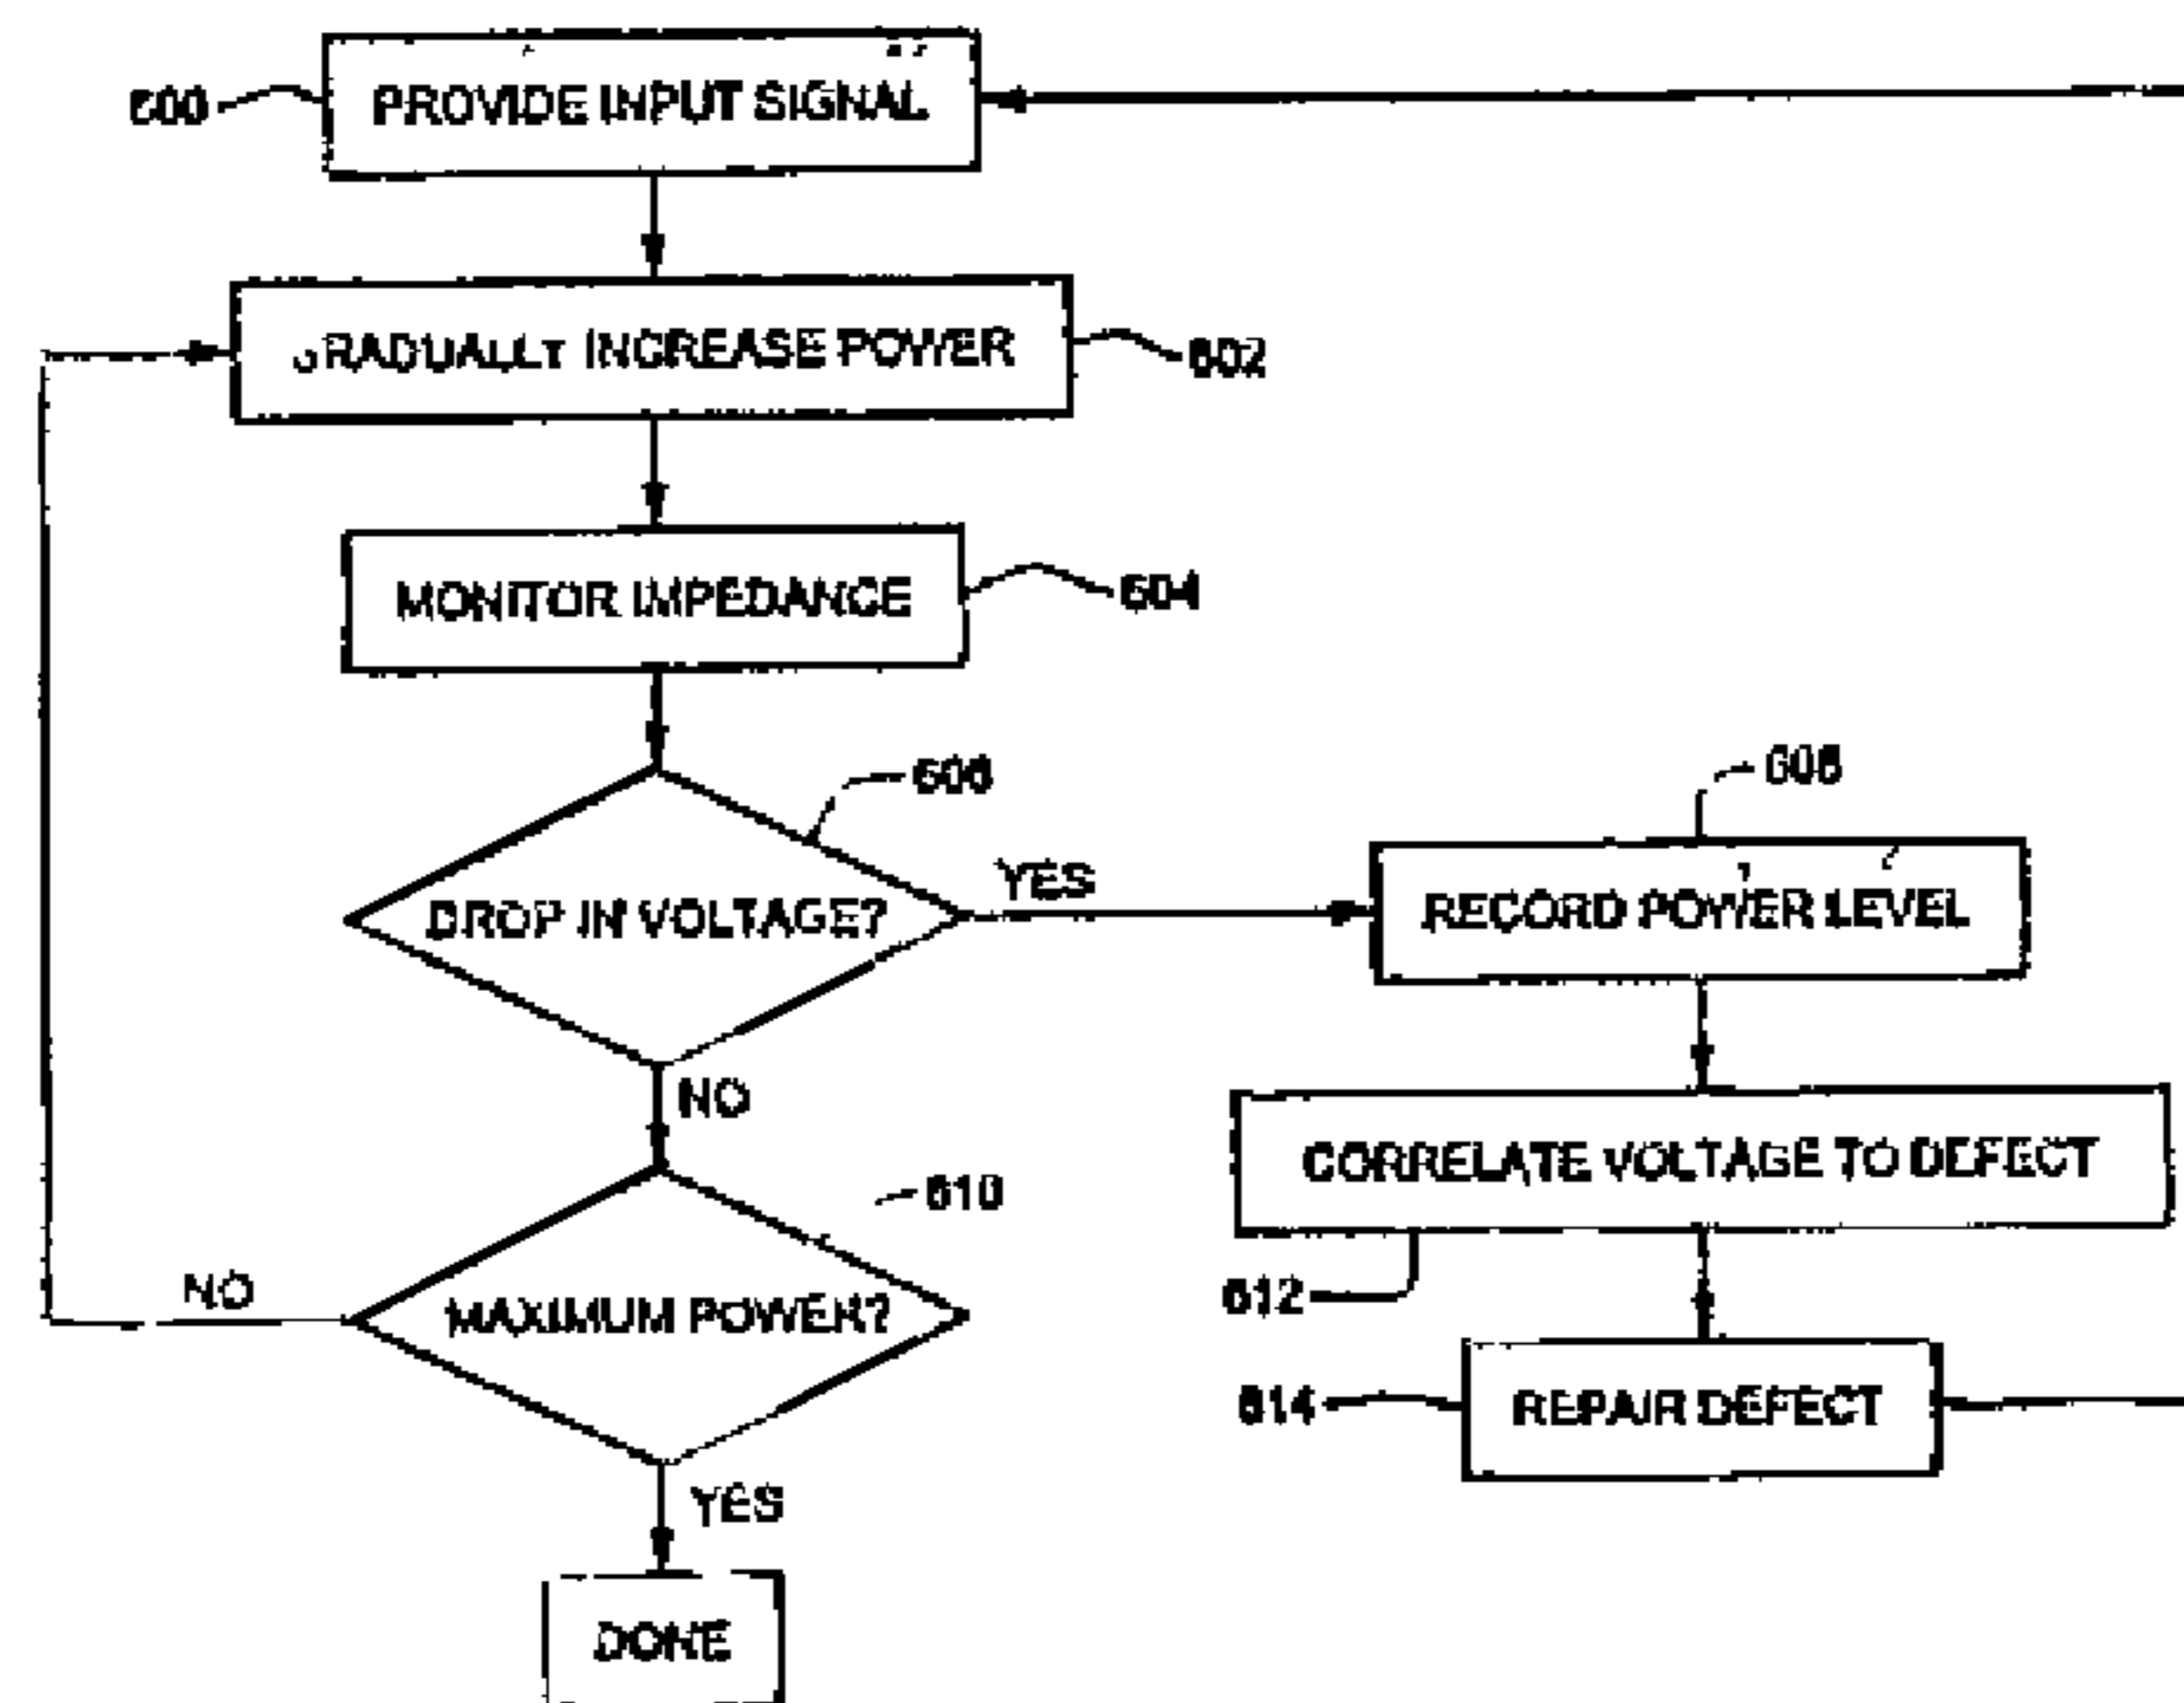 PROVIDE INPUT SIGNAL
600
GRADUALLY INCREASE POWER
602
MONITOR IMPEDANCE
604
606
608
YES
DROP IN VOLTAGE?
RECORD POWER LEVEL
NO
CORRELATE VOLTAGE TO DEFECT
610
NO
612
MAXIMUM POWER?
614
REPAIR DEFECT
YES
DONE